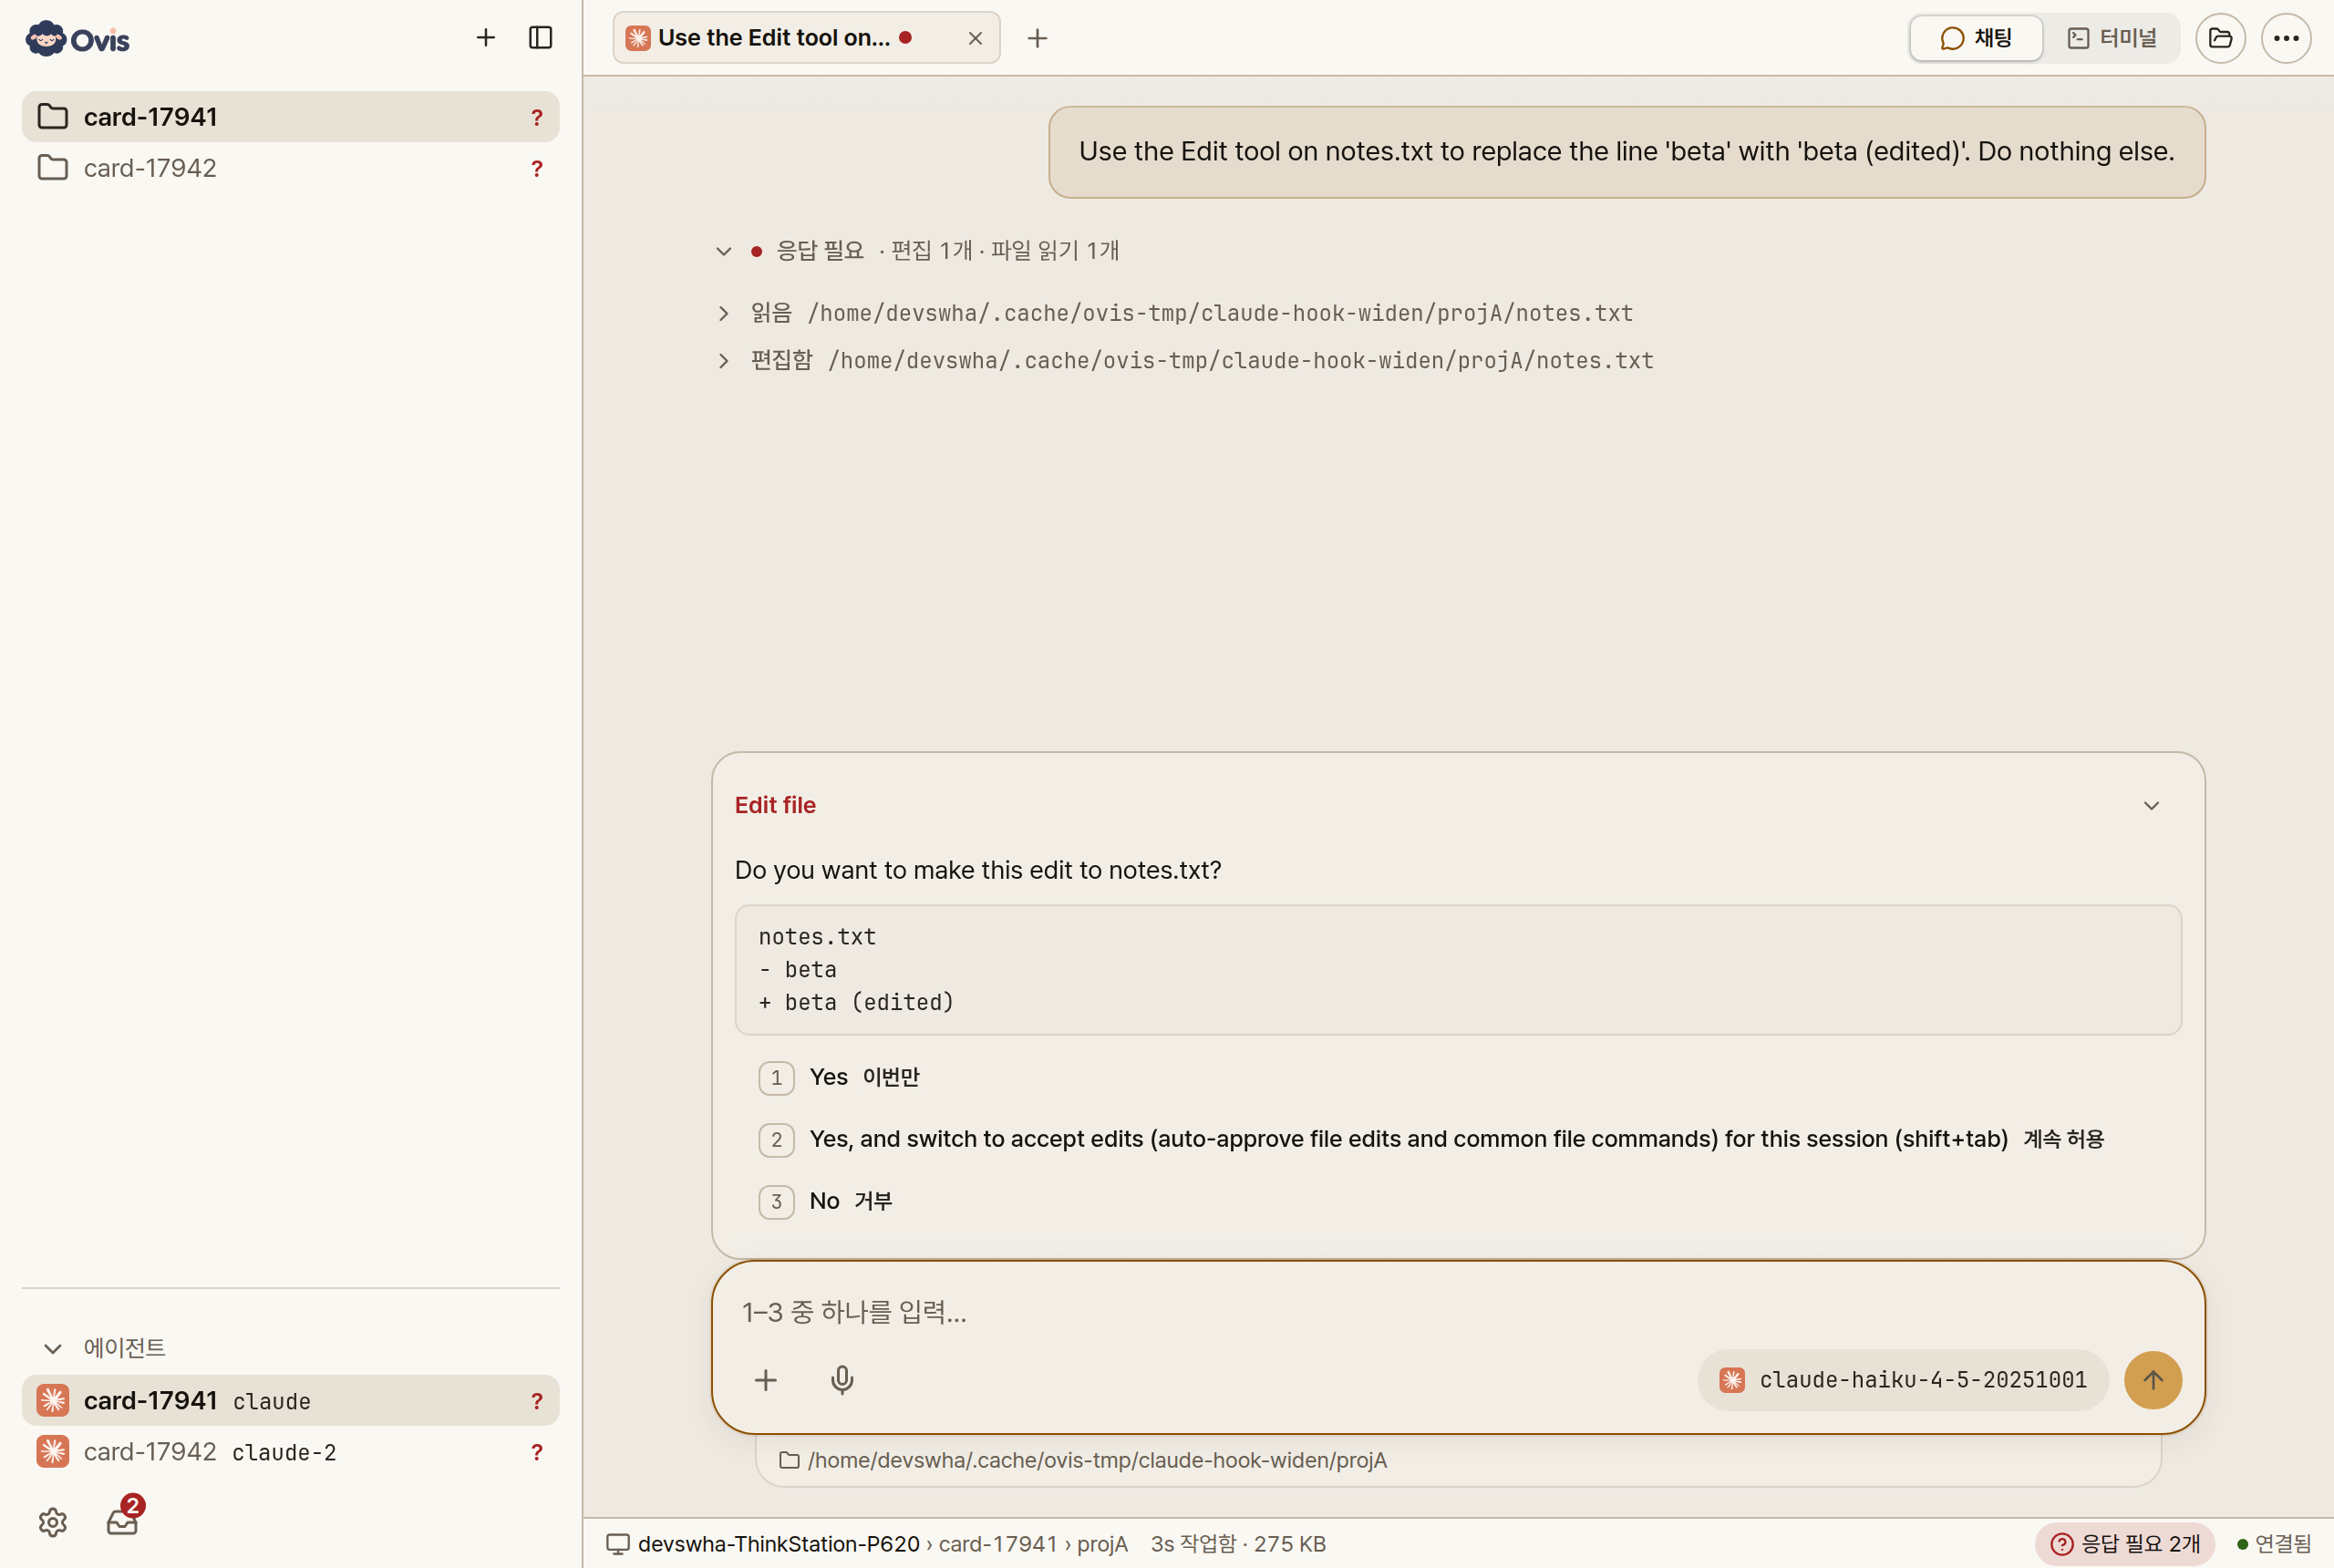 Ovis
card-17941 ?
card-17942 ?
에이전트
card-17941 claude ?
card-17942 claude-2 ?
2
Use the Edit tool on...
채팅
터미널
Use the Edit tool on notes.txt to replace the line 'beta' with 'beta (edited)'. Do nothing else.
응답 필요 · 편집 1개 · 파일 읽기 1개
읽음 /home/devswha/.cache/ovis-tmp/claude-hook-widen/projA/notes.txt
편집함 /home/devswha/.cache/ovis-tmp/claude-hook-widen/projA/notes.txt
Edit file
Do you want to make this edit to notes.txt?
notes.txt
- beta
+ beta (edited)
1 Yes 이번만
2 Yes, and switch to accept edits (auto-approve file edits and common file commands) for this session (shift+tab) 계속 허용
3 No 거부
1–3 중 하나를 입력...
claude-haiku-4-5-20251001
/home/devswha/.cache/ovis-tmp/claude-hook-widen/projA
devswha-ThinkStation-P620 › card-17941 › projA 3s 작업함 · 275 KB
응답 필요 2개
연결됨